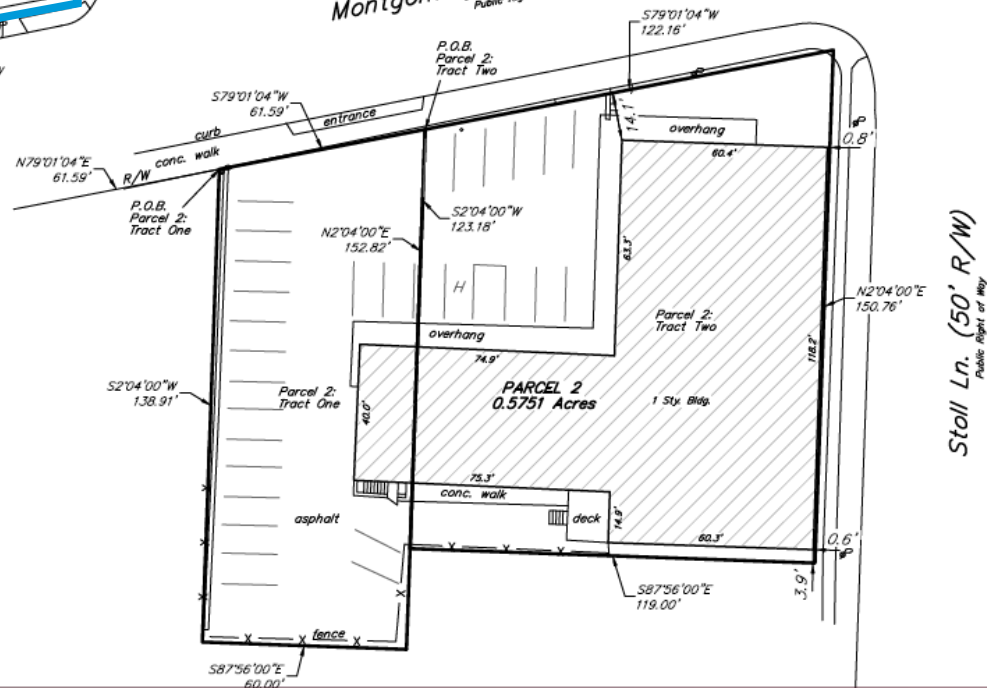 Montgo
Public Rig
S79°01'04"W
122.16'
P.O.B.
Parcel 2:
Tract Two
S79°01'04"W
61.59'
entrance
curb
conc. walk
N79°01'04"E
61.59'
R/W
P.O.B.
Parcel 2:
Tract One
14.1'
overhang
60.4'
0.8'
S2°04'00"W
123.18'
N2°04'00"E
152.82'
63.3'
H
N2°04'00"E
150.76'
Stoll Ln. (50' R/W)
Public Right of Way
Parcel 2:
Tract Two
overhang
74.9'
118.2'
S2°04'00"W
138.91'
Parcel 2:
Tract One
PARCEL 2
0.5751 Acres
1 Sty. Bldg.
40.0'
75.3'
conc. walk
asphalt
deck
14.9'
60.3'
0.6'
3.9'
S87°56'00"E
119.00'
fence
S87°56'00"E
60.00'